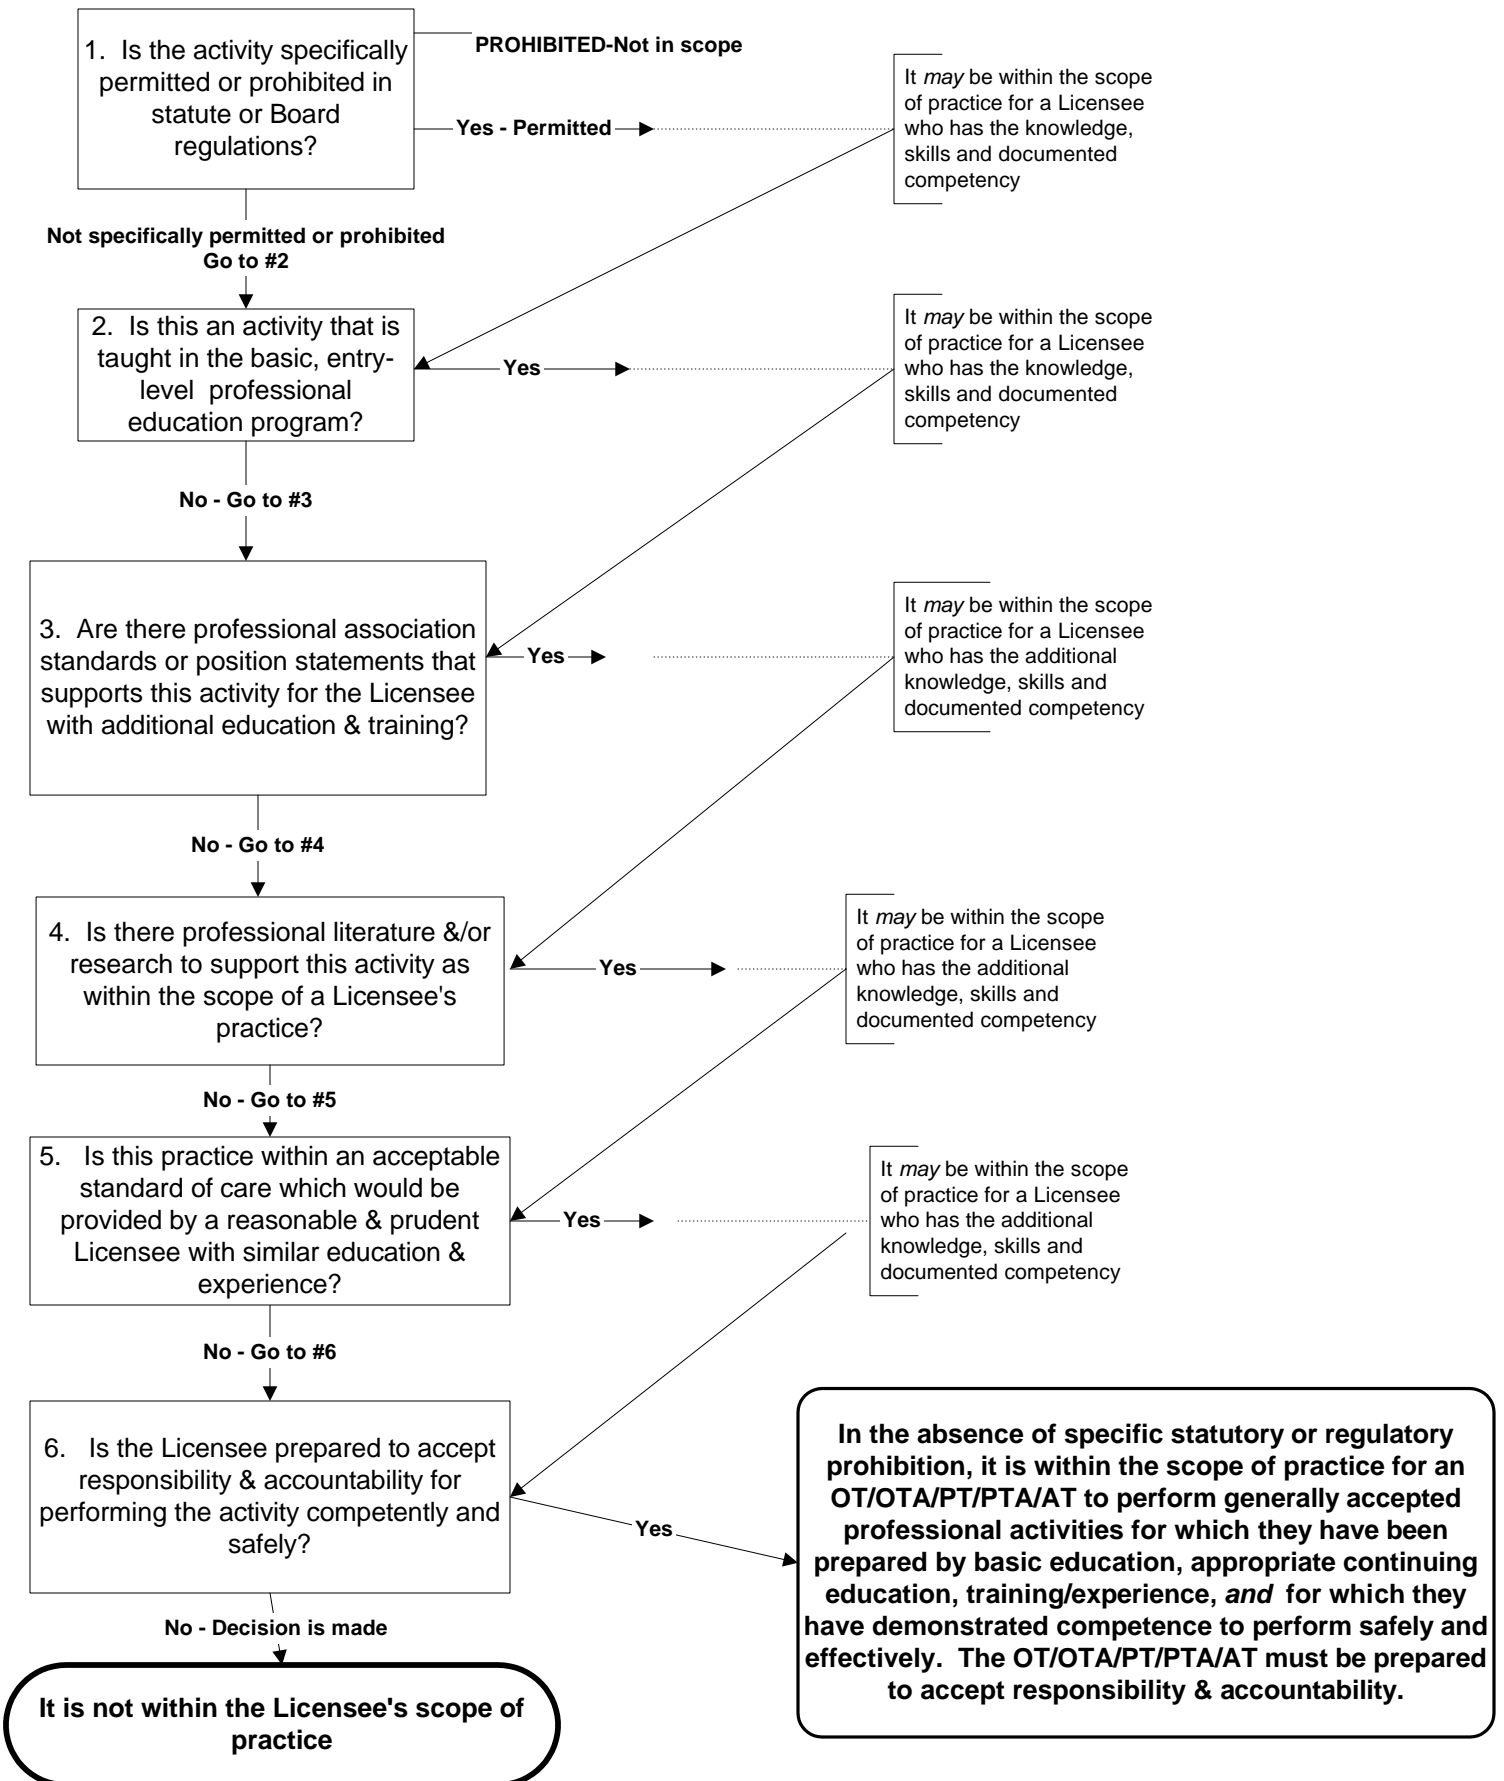 1.  Is the activity specifically
permitted or prohibited in
statute or Board
regulations?
PROHIBITED-Not in scope
Yes - Permitted
It may be within the scope
of practice for a Licensee
who has the knowledge,
skills and documented
competency
Not specifically permitted or prohibited
Go to #2
2.  Is this an activity that is
taught in the basic, entry-
level  professional
education program?
Yes
It may be within the scope
of practice for a Licensee
who has the knowledge,
skills and documented
competency
No - Go to #3
3.  Are there professional association
standards or position statements that
supports this activity for the Licensee
with additional education & training?
Yes
It may be within the scope
of practice for a Licensee
who has the additional
knowledge, skills and
documented competency
No - Go to #4
4.  Is there professional literature &/or
research to support this activity as
within the scope of a Licensee's
practice?
Yes
It may be within the scope
of practice for a Licensee
who has the additional
knowledge, skills and
documented competency
No - Go to #5
5.   Is this practice within an acceptable
standard of care which would be
provided by a reasonable & prudent
Licensee with similar education &
experience?
Yes
It may be within the scope
of practice for a Licensee
who has the additional
knowledge, skills and
documented competency
No - Go to #6
6.   Is the Licensee prepared to accept
responsibility & accountability for
performing the activity competently and
safely?
Yes
In the absence of specific statutory or regulatory
prohibition, it is within the scope of practice for an
OT/OTA/PT/PTA/AT to perform generally accepted
professional activities for which they have been
prepared by basic education, appropriate continuing
education, training/experience, and  for which they
have demonstrated competence to perform safely and
effectively.  The OT/OTA/PT/PTA/AT must be prepared
to accept responsibility & accountability.
No - Decision is made
It is not within the Licensee's scope of
practice